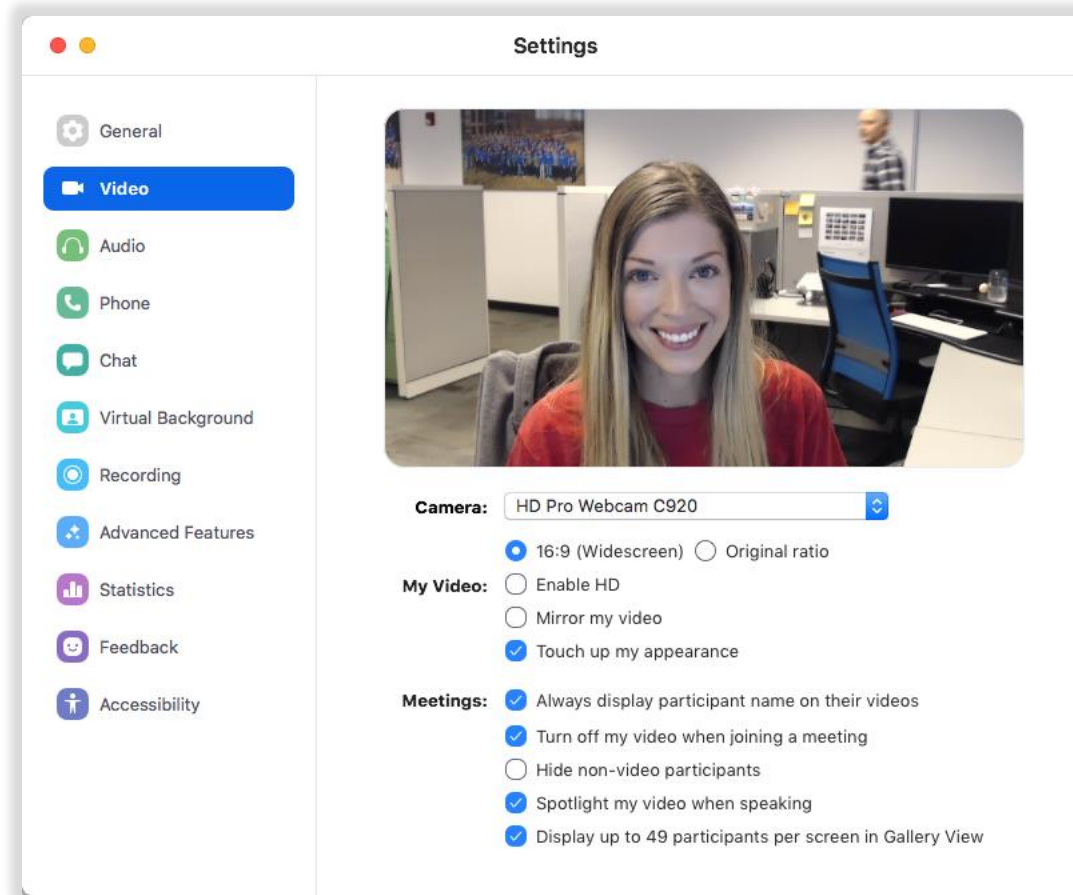 Settings
General
Video
Audio
Phone
Chat
Virtual Background
Recording
Advanced Features
Statistics
Feedback
Accessibility
Camera: HD Pro Webcam C920
16:9 (Widescreen) Original ratio
My Video: Enable HD
Mirror my video
Touch up my appearance
Meetings: Always display participant name on their videos
Turn off my video when joining a meeting
Hide non-video participants
Spotlight my video when speaking
Display up to 49 participants per screen in Gallery View